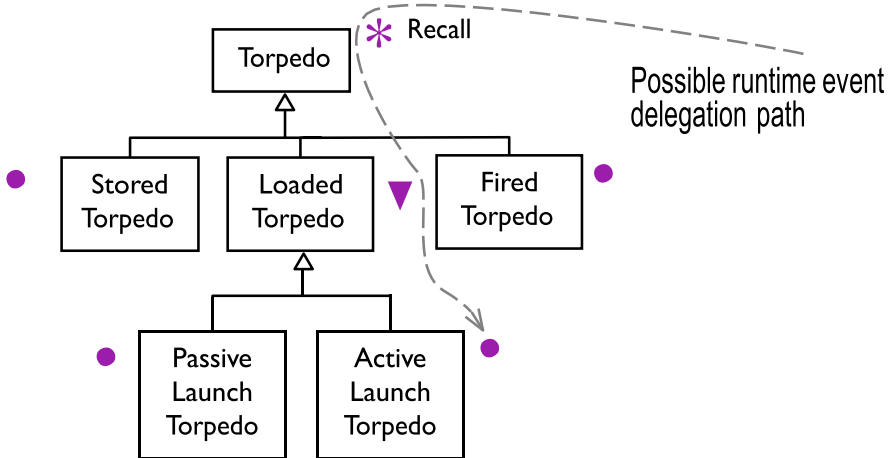 Torpedo
Recall
Possible runtime event
delegation path
Stored
Torpedo
Loaded
Torpedo
Fired
Torpedo
Passive
Launch
Torpedo
Active
Launch
Torpedo